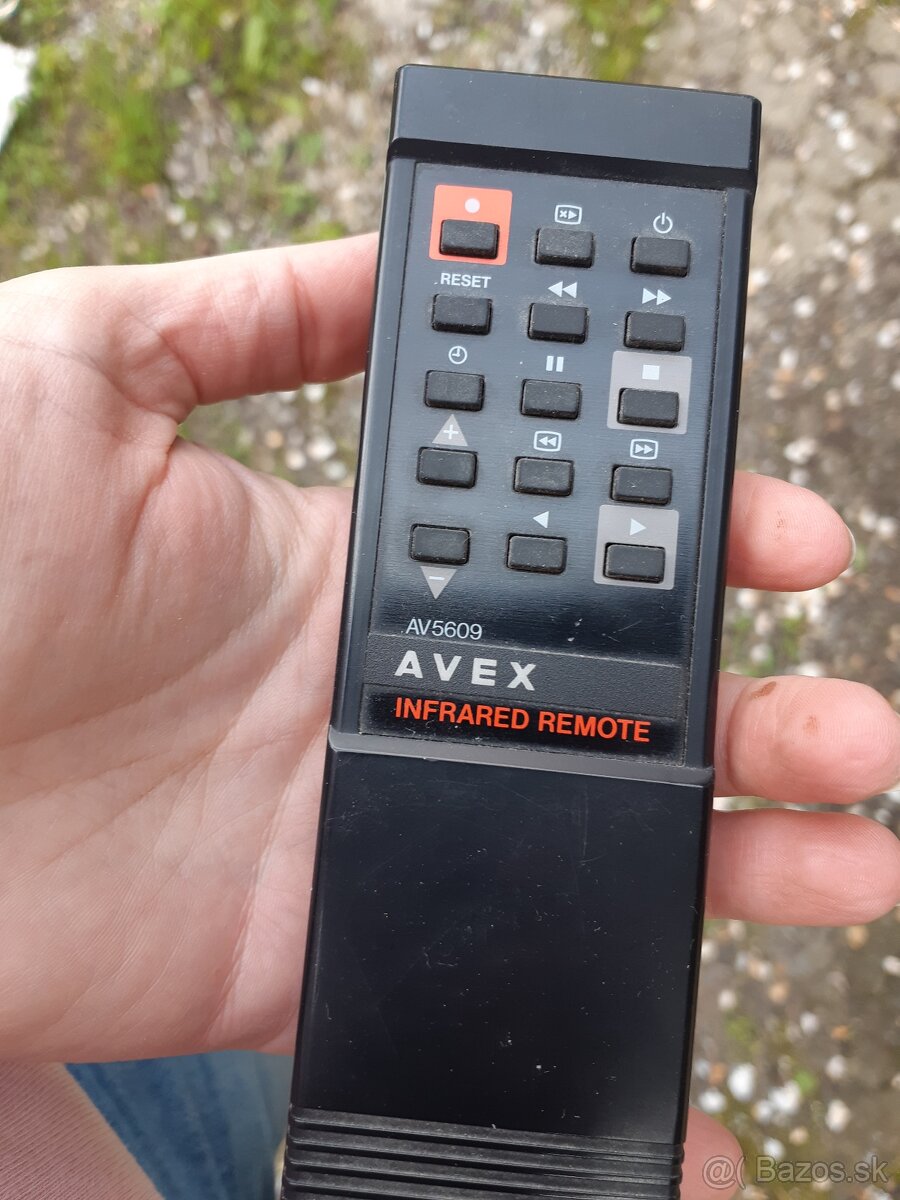 RESET
AV5609
AVEX
INFRARED REMOTE
@( Bazos.sk